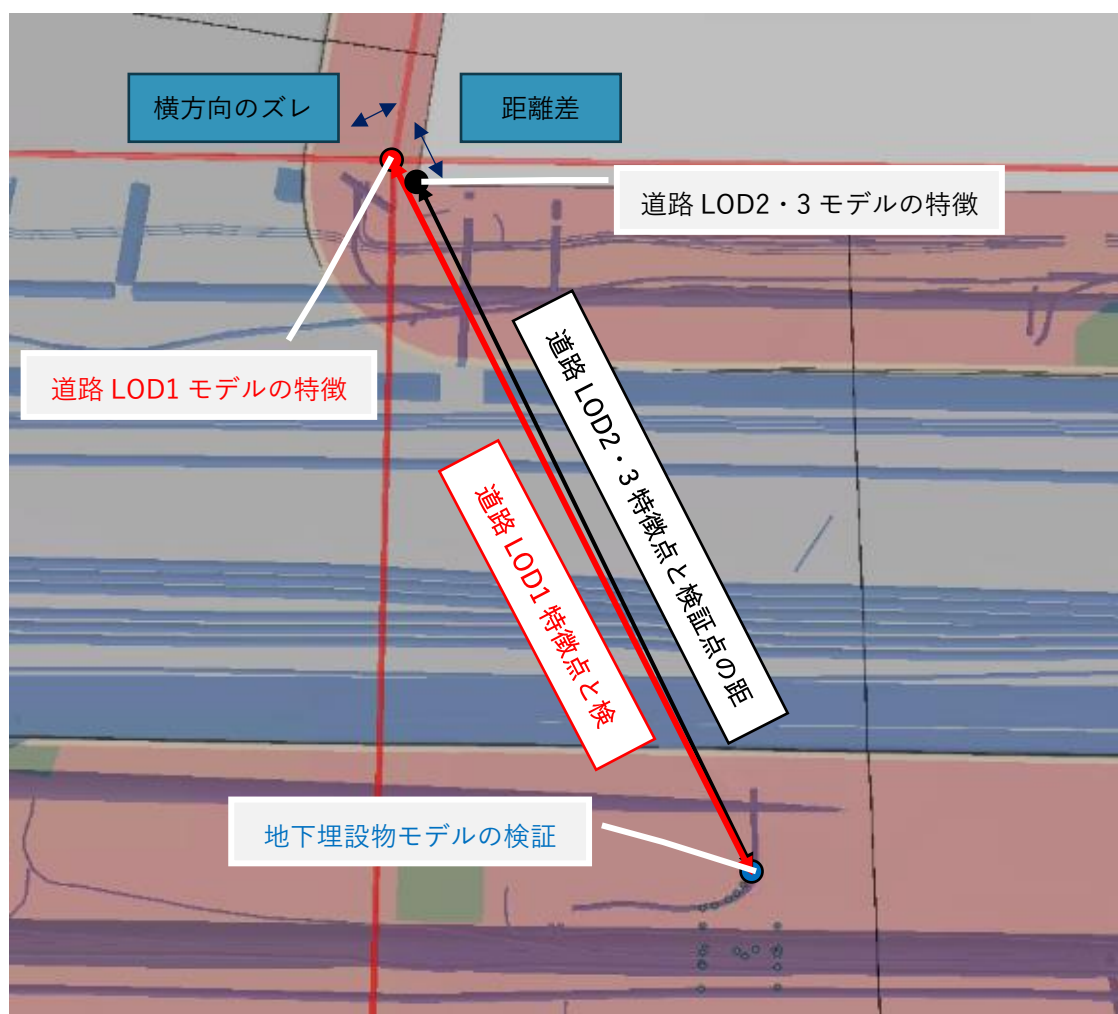 横方向のズレ
距離差
道路 LOD2・3 モデルの特徴
道路 LOD1 モデルの特徴
道路 LOD2・3 特徴点と検証点の距
道路 LOD1 特徴点と検
地下埋設物モデルの検証